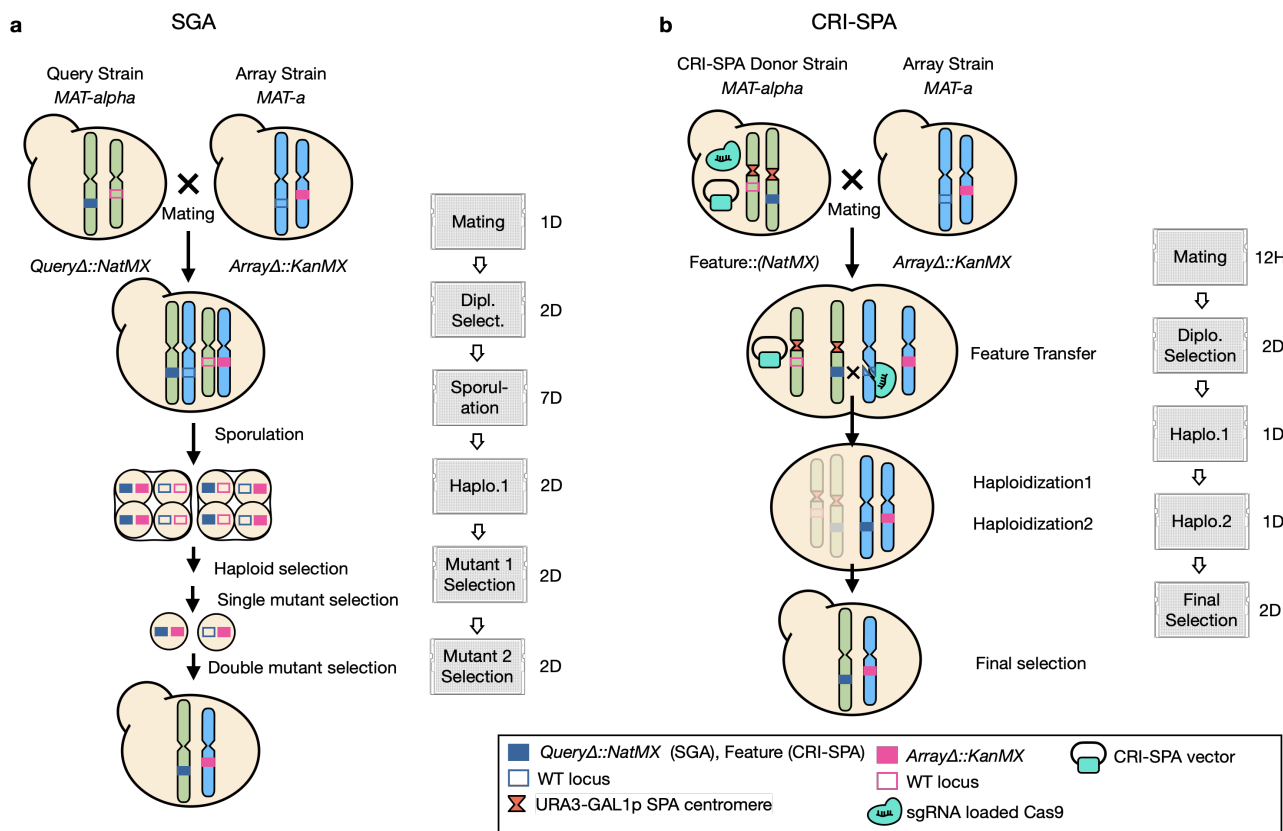 a
SGA
Query Strain
MAT-alpha
Array Strain
MAT-a
Mating
QueryΔ::NatMX
ArrayΔ::KanMX
Sporulation
Haploid selection
Single mutant selection
Double mutant selection
Mating
1D
Dipl.
Select.
2D
Sporul-
ation
7D
Haplo.1
2D
Mutant 1
Selection
2D
Mutant 2
Selection
2D
b
CRI-SPA
CRI-SPA Donor Strain
MAT-alpha
Array Strain
MAT-a
Mating
Feature::(NatMX)
ArrayΔ::KanMX
Feature Transfer
Haploidization1
Haploidization2
Final selection
Mating
12H
Diplo.
Selection
2D
Haplo.1
1D
Haplo.2
1D
Final
Selection
2D
QueryΔ::NatMX (SGA), Feature (CRI-SPA)
WT locus
URA3-GAL1p SPA centromere
ArrayΔ::KanMX
WT locus
sgRNA loaded Cas9
CRI-SPA vector